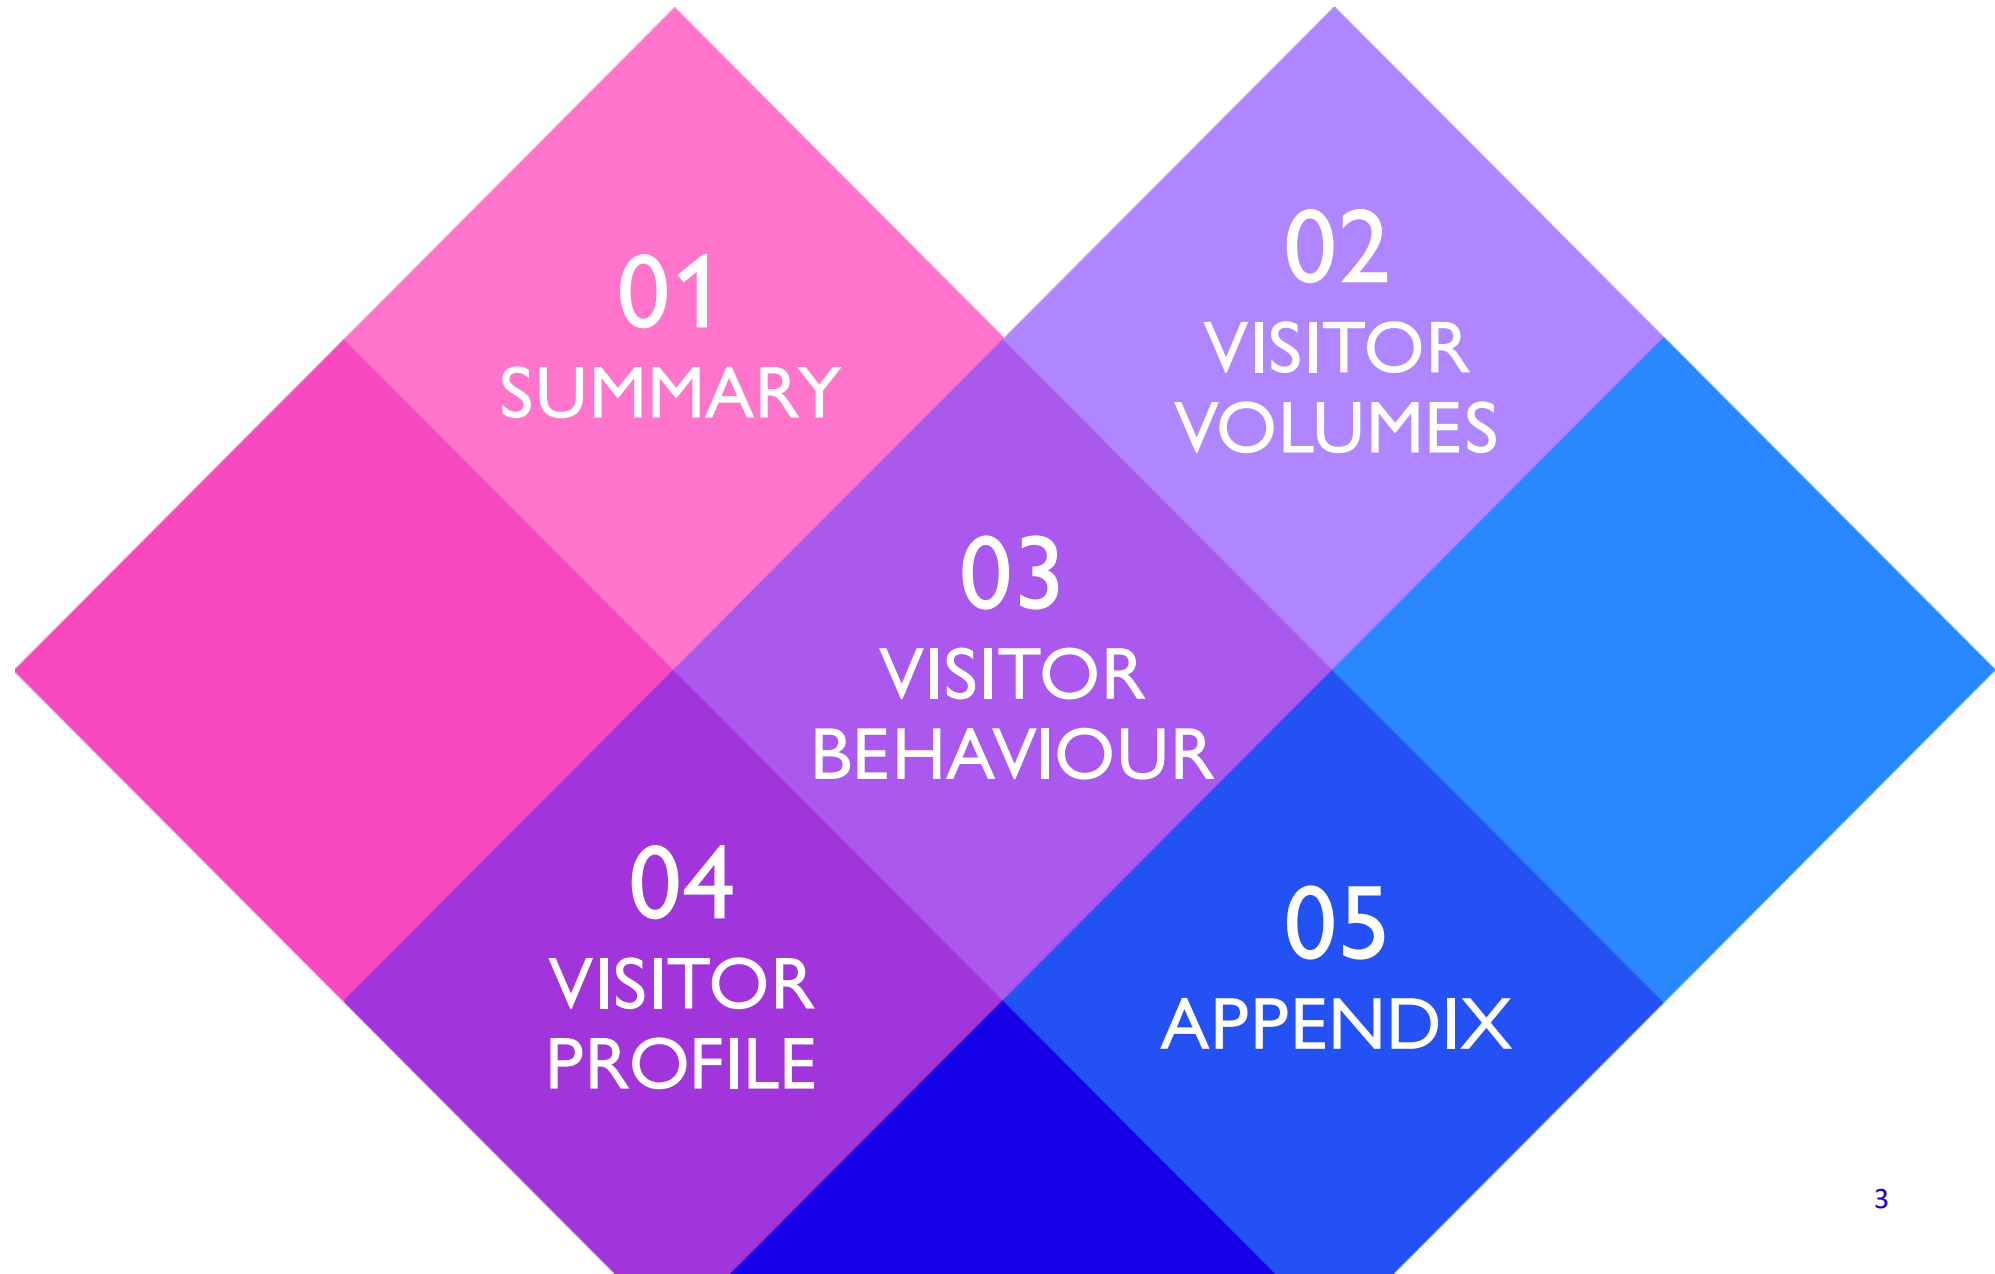 01
SUMMARY
02
VISITOR
VOLUMES
03
VISITOR
BEHAVIOUR
04
VISITOR
PROFILE
05
APPENDIX
3